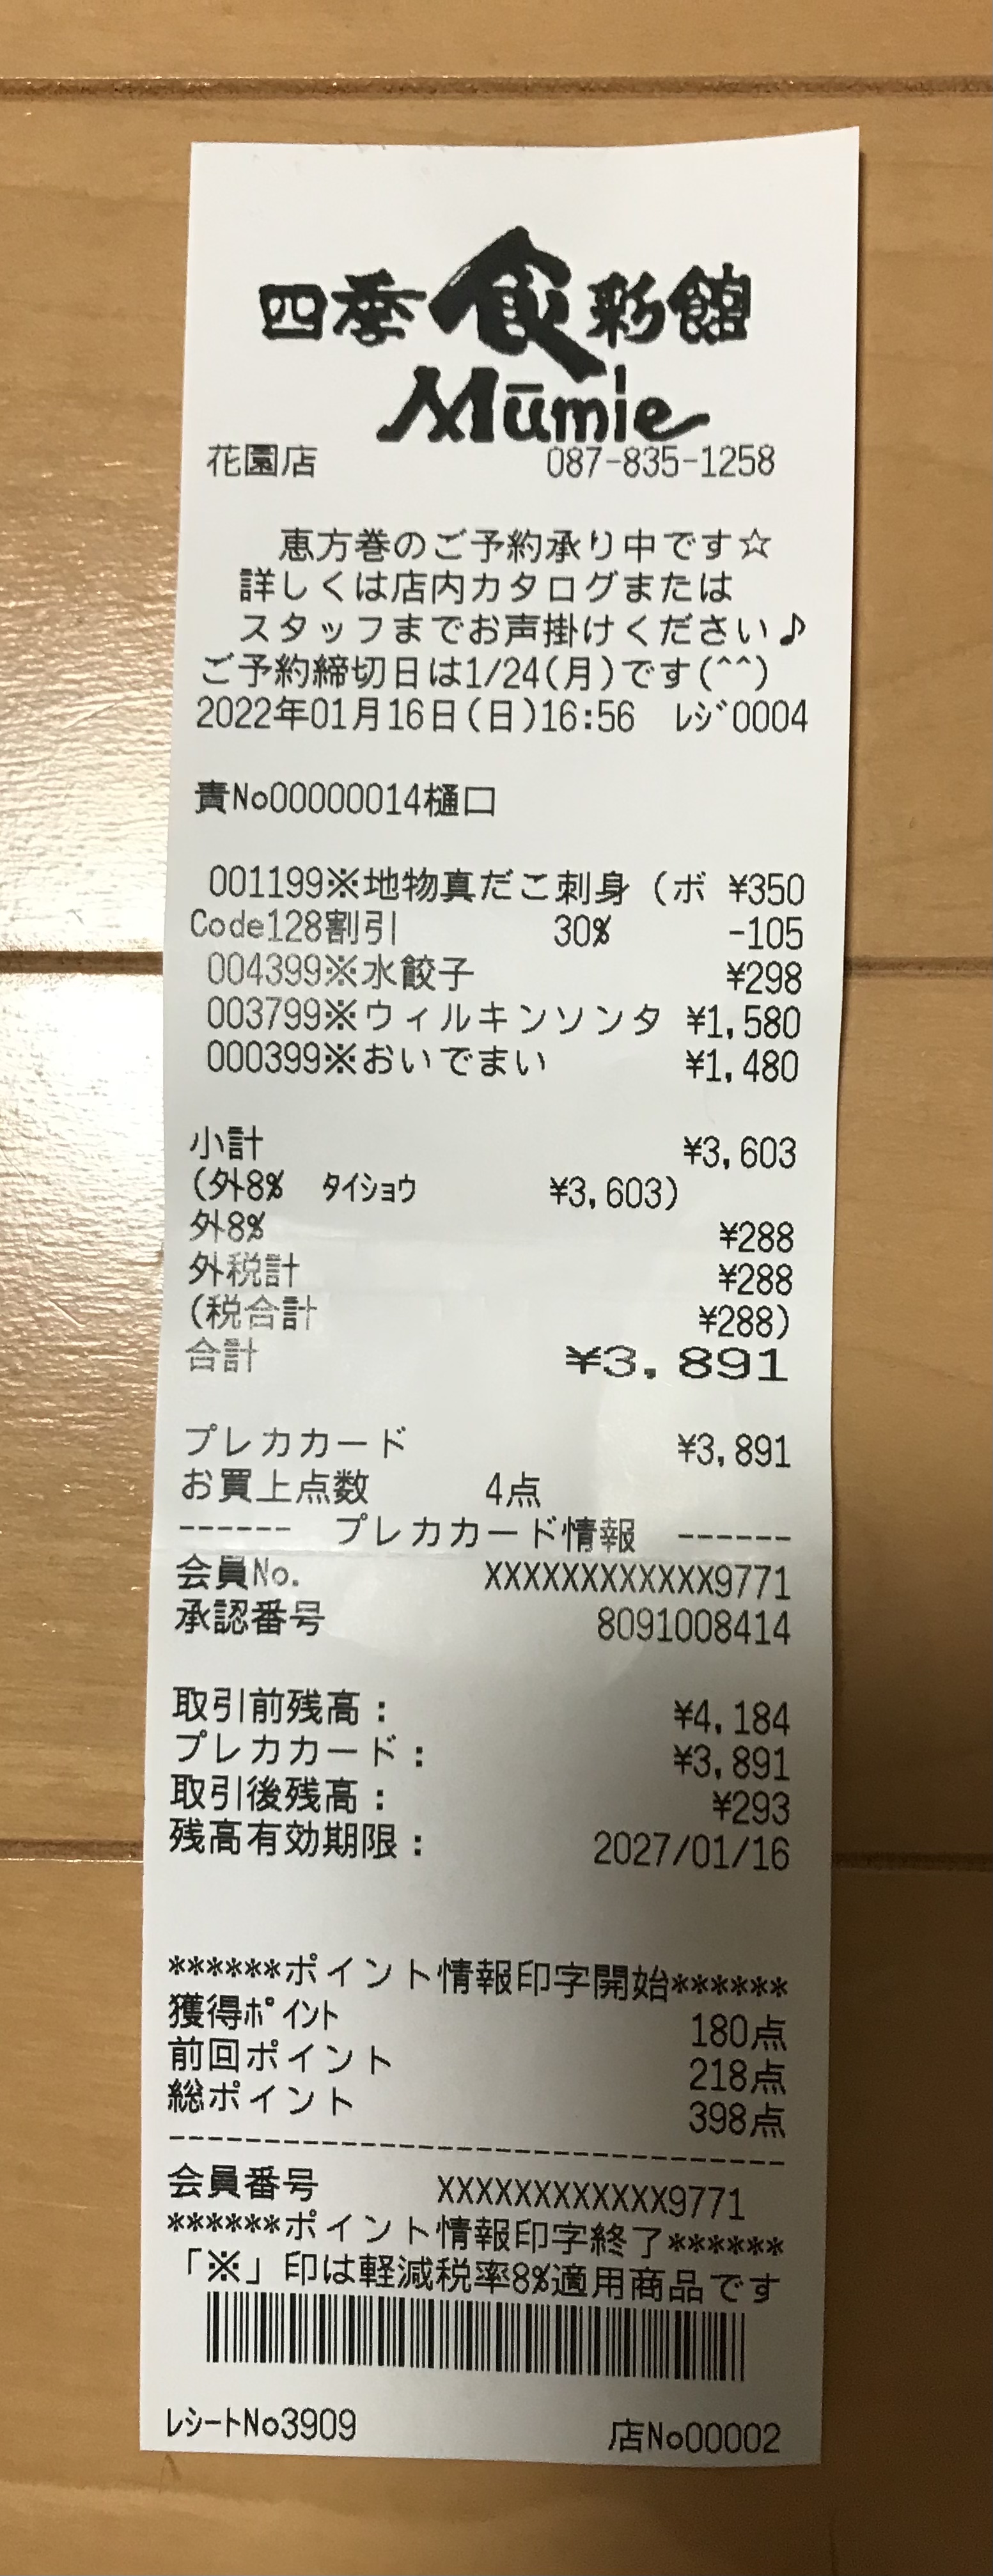 四季食彩館
Mūmie
花園店 087-835-1258
恵方巻のご予約承り中です☆
詳しくは店内カタログまたは
スタッフまでお声掛けください♪
ご予約締切日は1/24(月)です(^^)
2022年01月16日(日)16:56 ﾚｼﾞ0004
責No00000014樋口
001199※地物真だこ刺身（ボ ¥350
Code128割引 30% -105
004399※水餃子 ¥298
003799※ウィルキンソンタ ¥1,580
000399※おいでまい ¥1,480
小計 ¥3,603
(外8% ﾀｲｼｮｳ ¥3,603)
外8% ¥288
外税計 ¥288
(税合計 ¥288)
合計 ¥3,891
プレカカード ¥3,891
お買上点数 4点
------ プレカカード情報 ------
会員No. XXXXXXXXXXXX9771
承認番号 8091008414
取引前残高： ¥4,184
プレカカード： ¥3,891
取引後残高： ¥293
残高有効期限： 2027/01/16
******ポイント情報印字開始******
獲得ﾎﾟｲﾝﾄ 180点
前回ポイント 218点
総ポイント 398点
--------------------------------
会員番号 XXXXXXXXXXXX9771
******ポイント情報印字終了******
「※」印は軽減税率8%適用商品です
ﾚｼｰﾄNo3909 店No00002